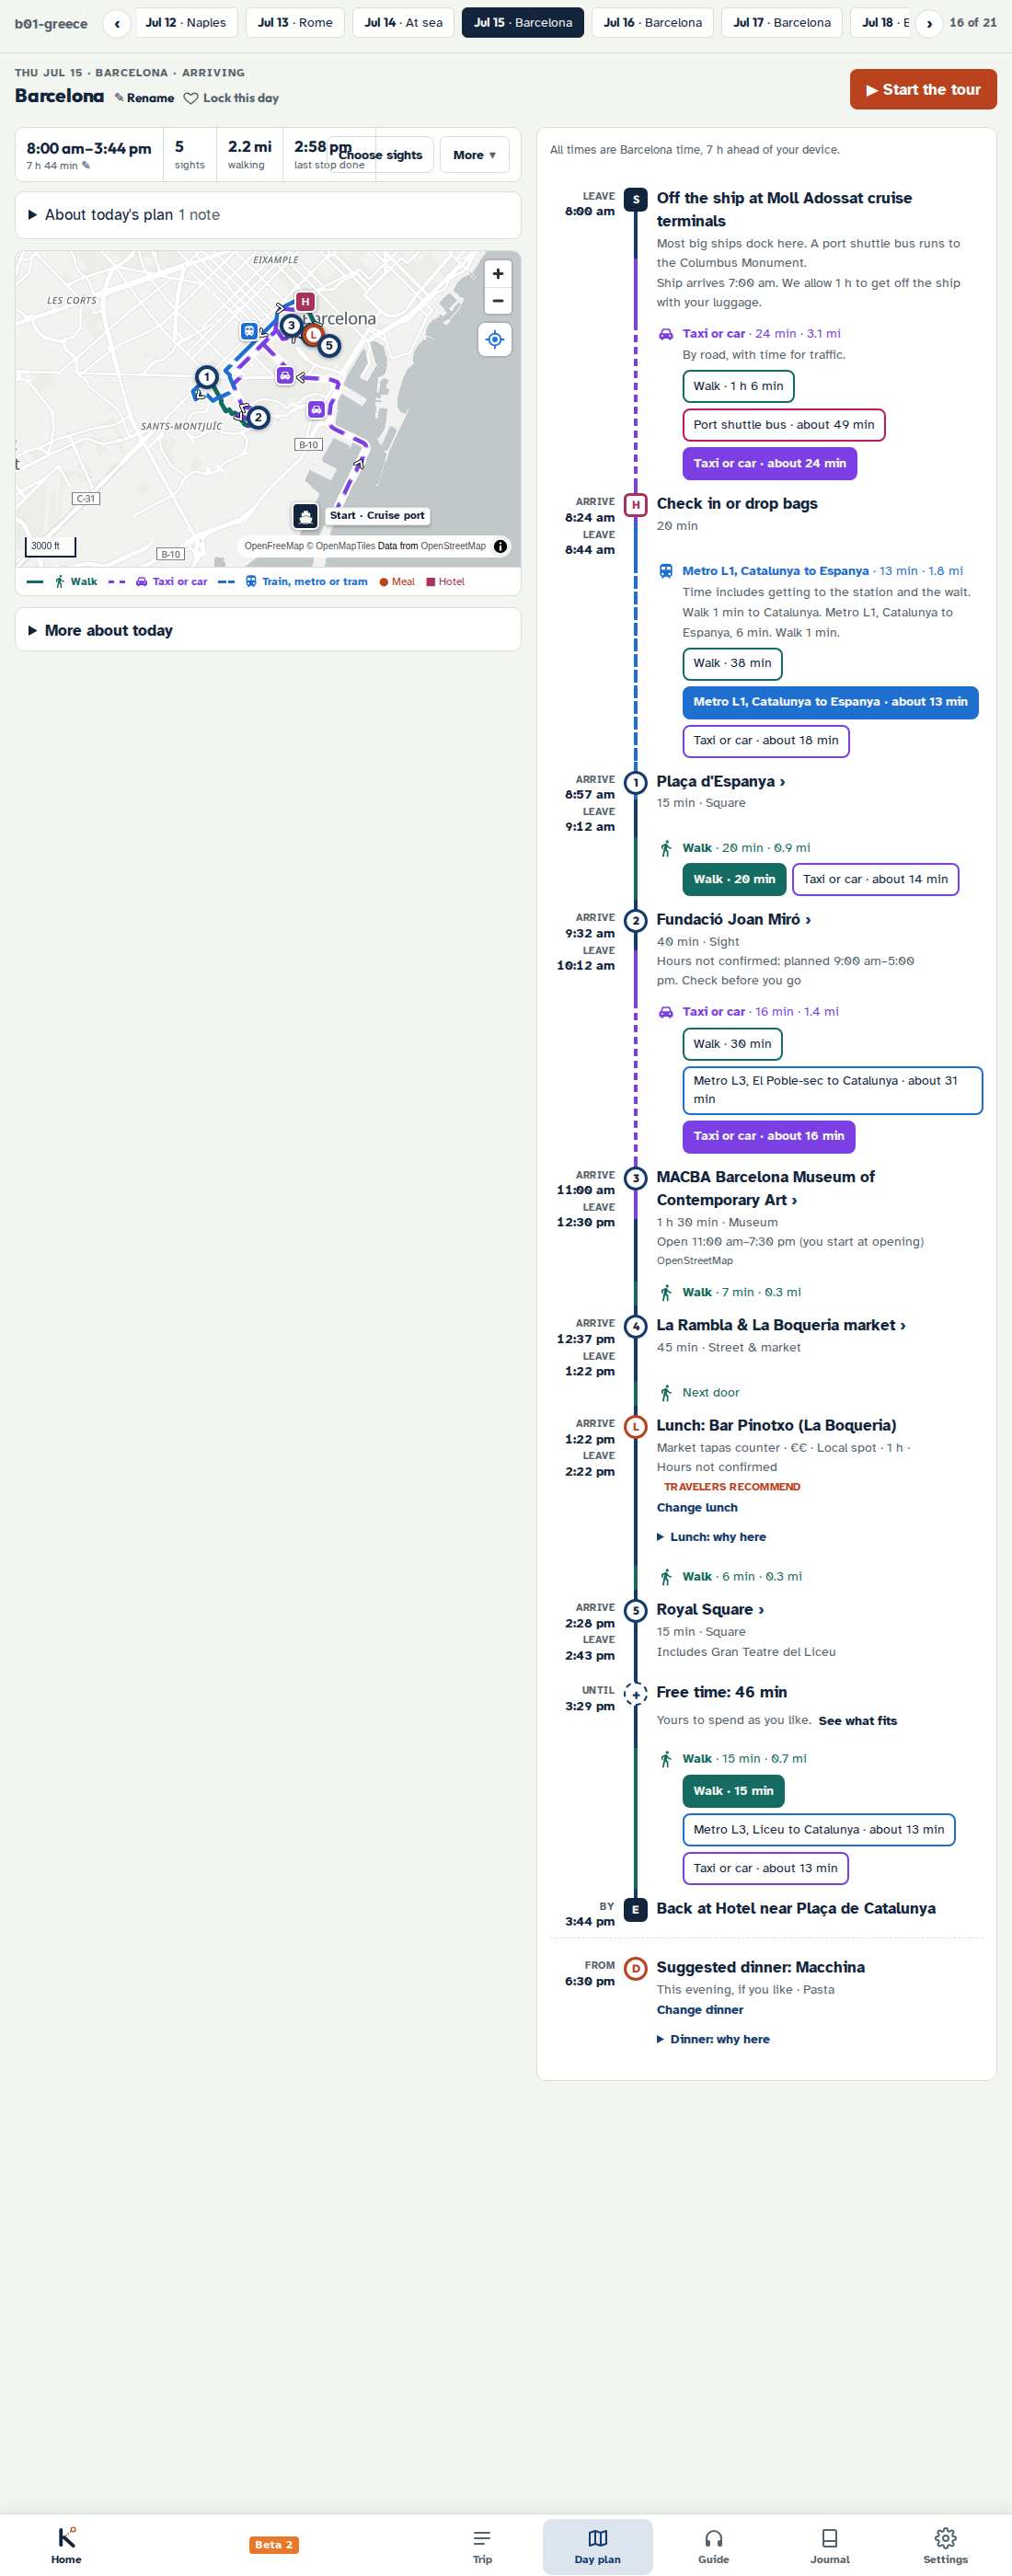 b01-greece
‹
Jul 12 · Naples
Jul 13 · Rome
Jul 14 · At sea
Jul 15 · Barcelona
Jul 16 · Barcelona
Jul 17 · Barcelona
Jul 18 ·
›
16 of 21
THU JUL 15 · BARCELONA · ARRIVING
Barcelona
✎ Rename
Lock this day
▶ Start the tour
8:00 am–3:44 pm
7 h 44 min ✎
5
sights
2.2 mi
walking
2:58 pm
last stop done
Choose sights
More ▾
▶ About today's plan 1 note
EIXAMPLE
LES CORTS
H
Barcelona
3
L
5
1
2
SANTS-MONTJUÏC
B-10
C-31
t
Start · Cruise port
3000 ft
B-10
OpenFreeMap © OpenMapTiles Data from OpenStreetMap
+
−
Walk
Taxi or car
Train, metro or tram
Meal
Hotel
▶ More about today
All times are Barcelona time, 7 h ahead of your device.
LEAVE
8:00 am
S
Off the ship at Moll Adossat cruise
terminals
Most big ships dock here. A port shuttle bus runs to
the Columbus Monument.
Ship arrives 7:00 am. We allow 1 h to get off the ship
with your luggage.
Taxi or car · 24 min · 3.1 mi
By road, with time for traffic.
Walk · 1 h 6 min
Port shuttle bus · about 49 min
Taxi or car · about 24 min
ARRIVE
8:24 am
LEAVE
8:44 am
H
Check in or drop bags
20 min
Metro L1, Catalunya to Espanya · 13 min · 1.8 mi
Time includes getting to the station and the wait.
Walk 1 min to Catalunya. Metro L1, Catalunya to
Espanya, 6 min. Walk 1 min.
Walk · 38 min
Metro L1, Catalunya to Espanya · about 13 min
Taxi or car · about 18 min
ARRIVE
8:57 am
LEAVE
9:12 am
1
Plaça d'Espanya ›
15 min · Square
Walk · 20 min · 0.9 mi
Walk · 20 min
Taxi or car · about 14 min
ARRIVE
9:32 am
LEAVE
10:12 am
2
Fundació Joan Miró ›
40 min · Sight
Hours not confirmed: planned 9:00 am–5:00
pm. Check before you go
Taxi or car · 16 min · 1.4 mi
Walk · 30 min
Metro L3, El Poble-sec to Catalunya · about 31
min
Taxi or car · about 16 min
ARRIVE
11:00 am
LEAVE
12:30 pm
3
MACBA Barcelona Museum of
Contemporary Art ›
1 h 30 min · Museum
Open 11:00 am–7:30 pm (you start at opening)
OpenStreetMap
Walk · 7 min · 0.3 mi
ARRIVE
12:37 pm
LEAVE
1:22 pm
4
La Rambla & La Boqueria market ›
45 min · Street & market
Next door
ARRIVE
1:22 pm
LEAVE
2:22 pm
L
Lunch: Bar Pinotxo (La Boqueria)
Market tapas counter · €€ · Local spot · 1 h ·
Hours not confirmed
TRAVELERS RECOMMEND
Change lunch
▶ Lunch: why here
Walk · 6 min · 0.3 mi
ARRIVE
2:28 pm
LEAVE
2:43 pm
5
Royal Square ›
15 min · Square
Includes Gran Teatre del Liceu
UNTIL
3:29 pm
+
Free time: 46 min
Yours to spend as you like. See what fits
Walk · 15 min · 0.7 mi
Walk · 15 min
Metro L3, Liceu to Catalunya · about 13 min
Taxi or car · about 13 min
BY
3:44 pm
E
Back at Hotel near Plaça de Catalunya
FROM
6:30 pm
D
Suggested dinner: Macchina
This evening, if you like · Pasta
Change dinner
▶ Dinner: why here
Home
Beta 2
Trip
Day plan
Guide
Journal
Settings